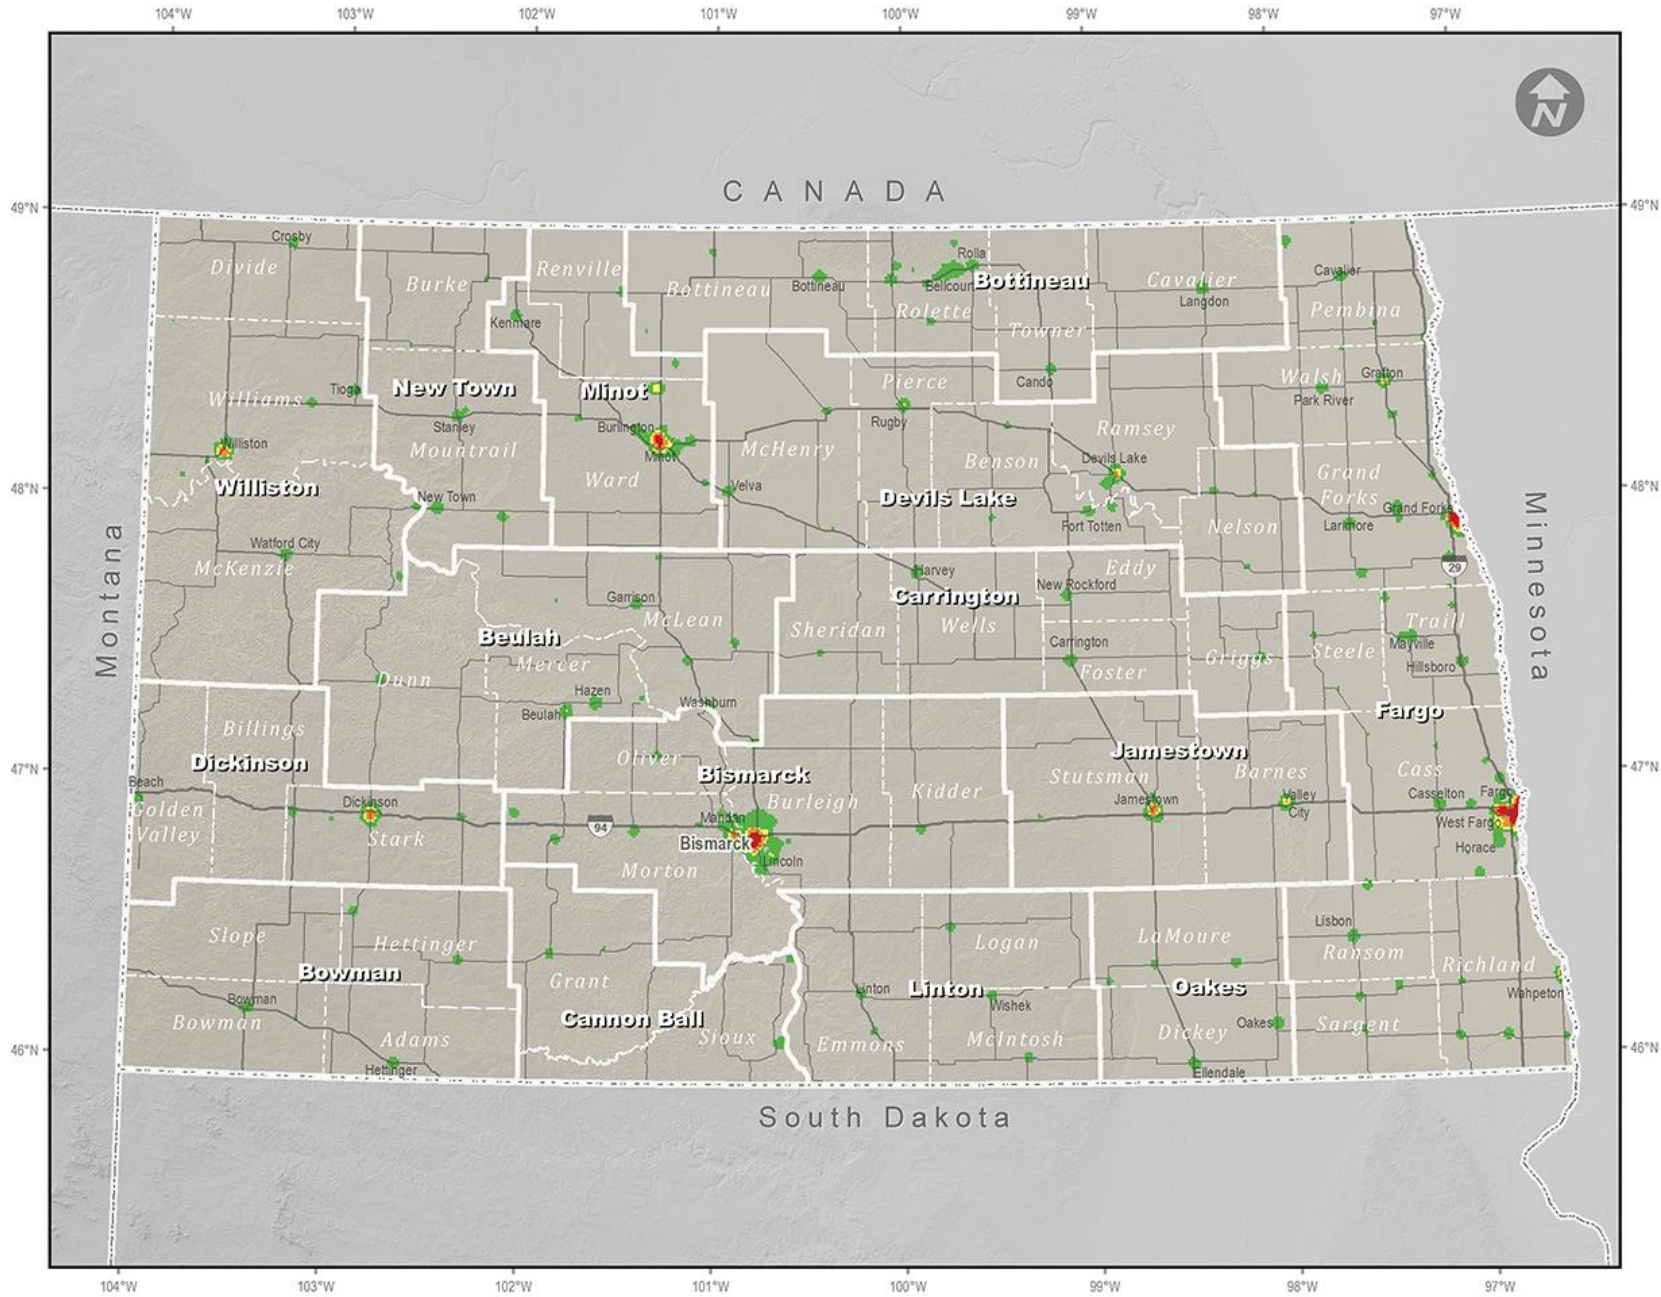 104°W 103°W 102°W 101°W 100°W 99°W 98°W 97°W
N
CANADA
49°N
49°N
Crosby
Divide
Burke
Renville
Bottineau
Bottineau
Rolla
Belcourt
Bottineau
Rolette
Towner
Cavalier
Langdon
Cavalier
Pembina
Kenmare
Tioga
Williams
New Town
Stanley
Mountrail
Minot
Burlington
Minot
Ward
McHenry
Velva
Pierce
Rugby
Cando
Ramsey
Benson
Devils Lake
Devils Lake
Fort Totten
Walsh
Grafton
Park River
Grand
Forks
Grand Forks
Larimore
Nelson
29
Williston
Williston
48°N
48°N
New Town
Watford City
McKenzie
Montana
Minnesota
Garrison
McLean
Beulah
Mercer
Hazen
Beulah
Dunn
Washburn
Harvey
Carrington
Sheridan
Wells
Eddy
New Rockford
Carrington
Foster
Griggs
Steele
Traill
Mayville
Hillsboro
Fargo
Billings
Dickinson
47°N
47°N
Beach
Golden
Valley
Dickinson
Stark
Oliver
Bismarck
Burleigh
Mandan
Bismarck
Lincoln
94
Morton
Kidder
Jamestown
Stutsman
Jamestown
Barnes
Valley
City
Cass
Casselton
Fargo
West Fargo
Horace
Slope
Hettinger
Bowman
Bowman
Bowman
Adams
Hettinger
Grant
Cannon Ball
Sioux
Linton
Emmons
Logan
Linton
Wishek
McIntosh
LaMoure
Oakes
Oakes
Dickey
Ellendale
Lisbon
Ransom
Richland
Wahpeton
Sargent
46°N
46°N
South Dakota
104°W 103°W 102°W 101°W 100°W 99°W 98°W 97°W